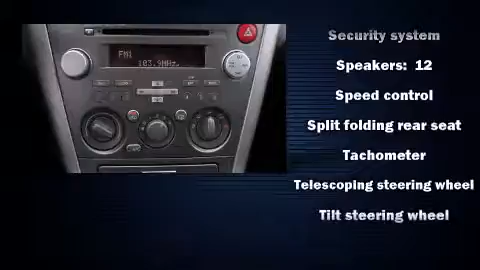 FM1
103.9MHz
Security system
Speakers: 12
Speed control
Split folding rear seat
Tachometer
Telescoping steering wheel
Tilt steering wheel